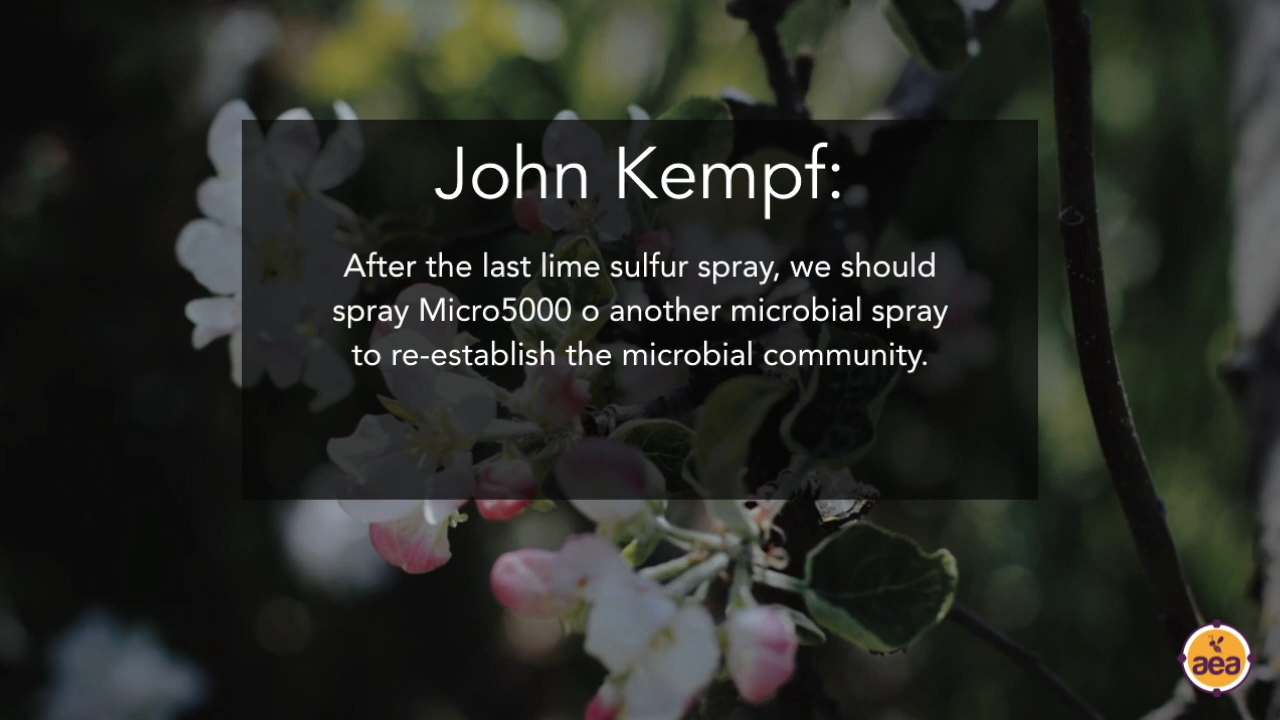 John Kempf:
After the last lime sulfur spray, we should
spray Micro5000 o another microbial spray
to re-establish the microbial community.
aea